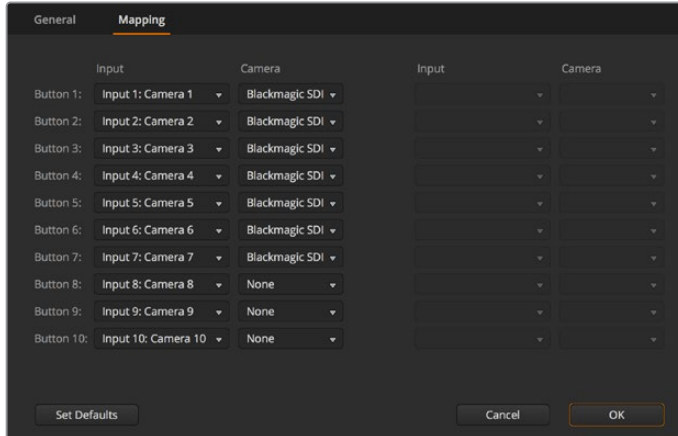 General Mapping
Input Camera Input Camera
Button 1: Input 1: Camera 1 Blackmagic SDI
Button 2: Input 2: Camera 2 Blackmagic SDI
Button 3: Input 3: Camera 3 Blackmagic SDI
Button 4: Input 4: Camera 4 Blackmagic SDI
Button 5: Input 5: Camera 5 Blackmagic SDI
Button 6: Input 6: Camera 6 Blackmagic SDI
Button 7: Input 7: Camera 7 Blackmagic SDI
Button 8: Input 8: Camera 8 None
Button 9: Input 9: Camera 9 None
Button 10: Input 10: Camera 10 None
Set Defaults Cancel OK